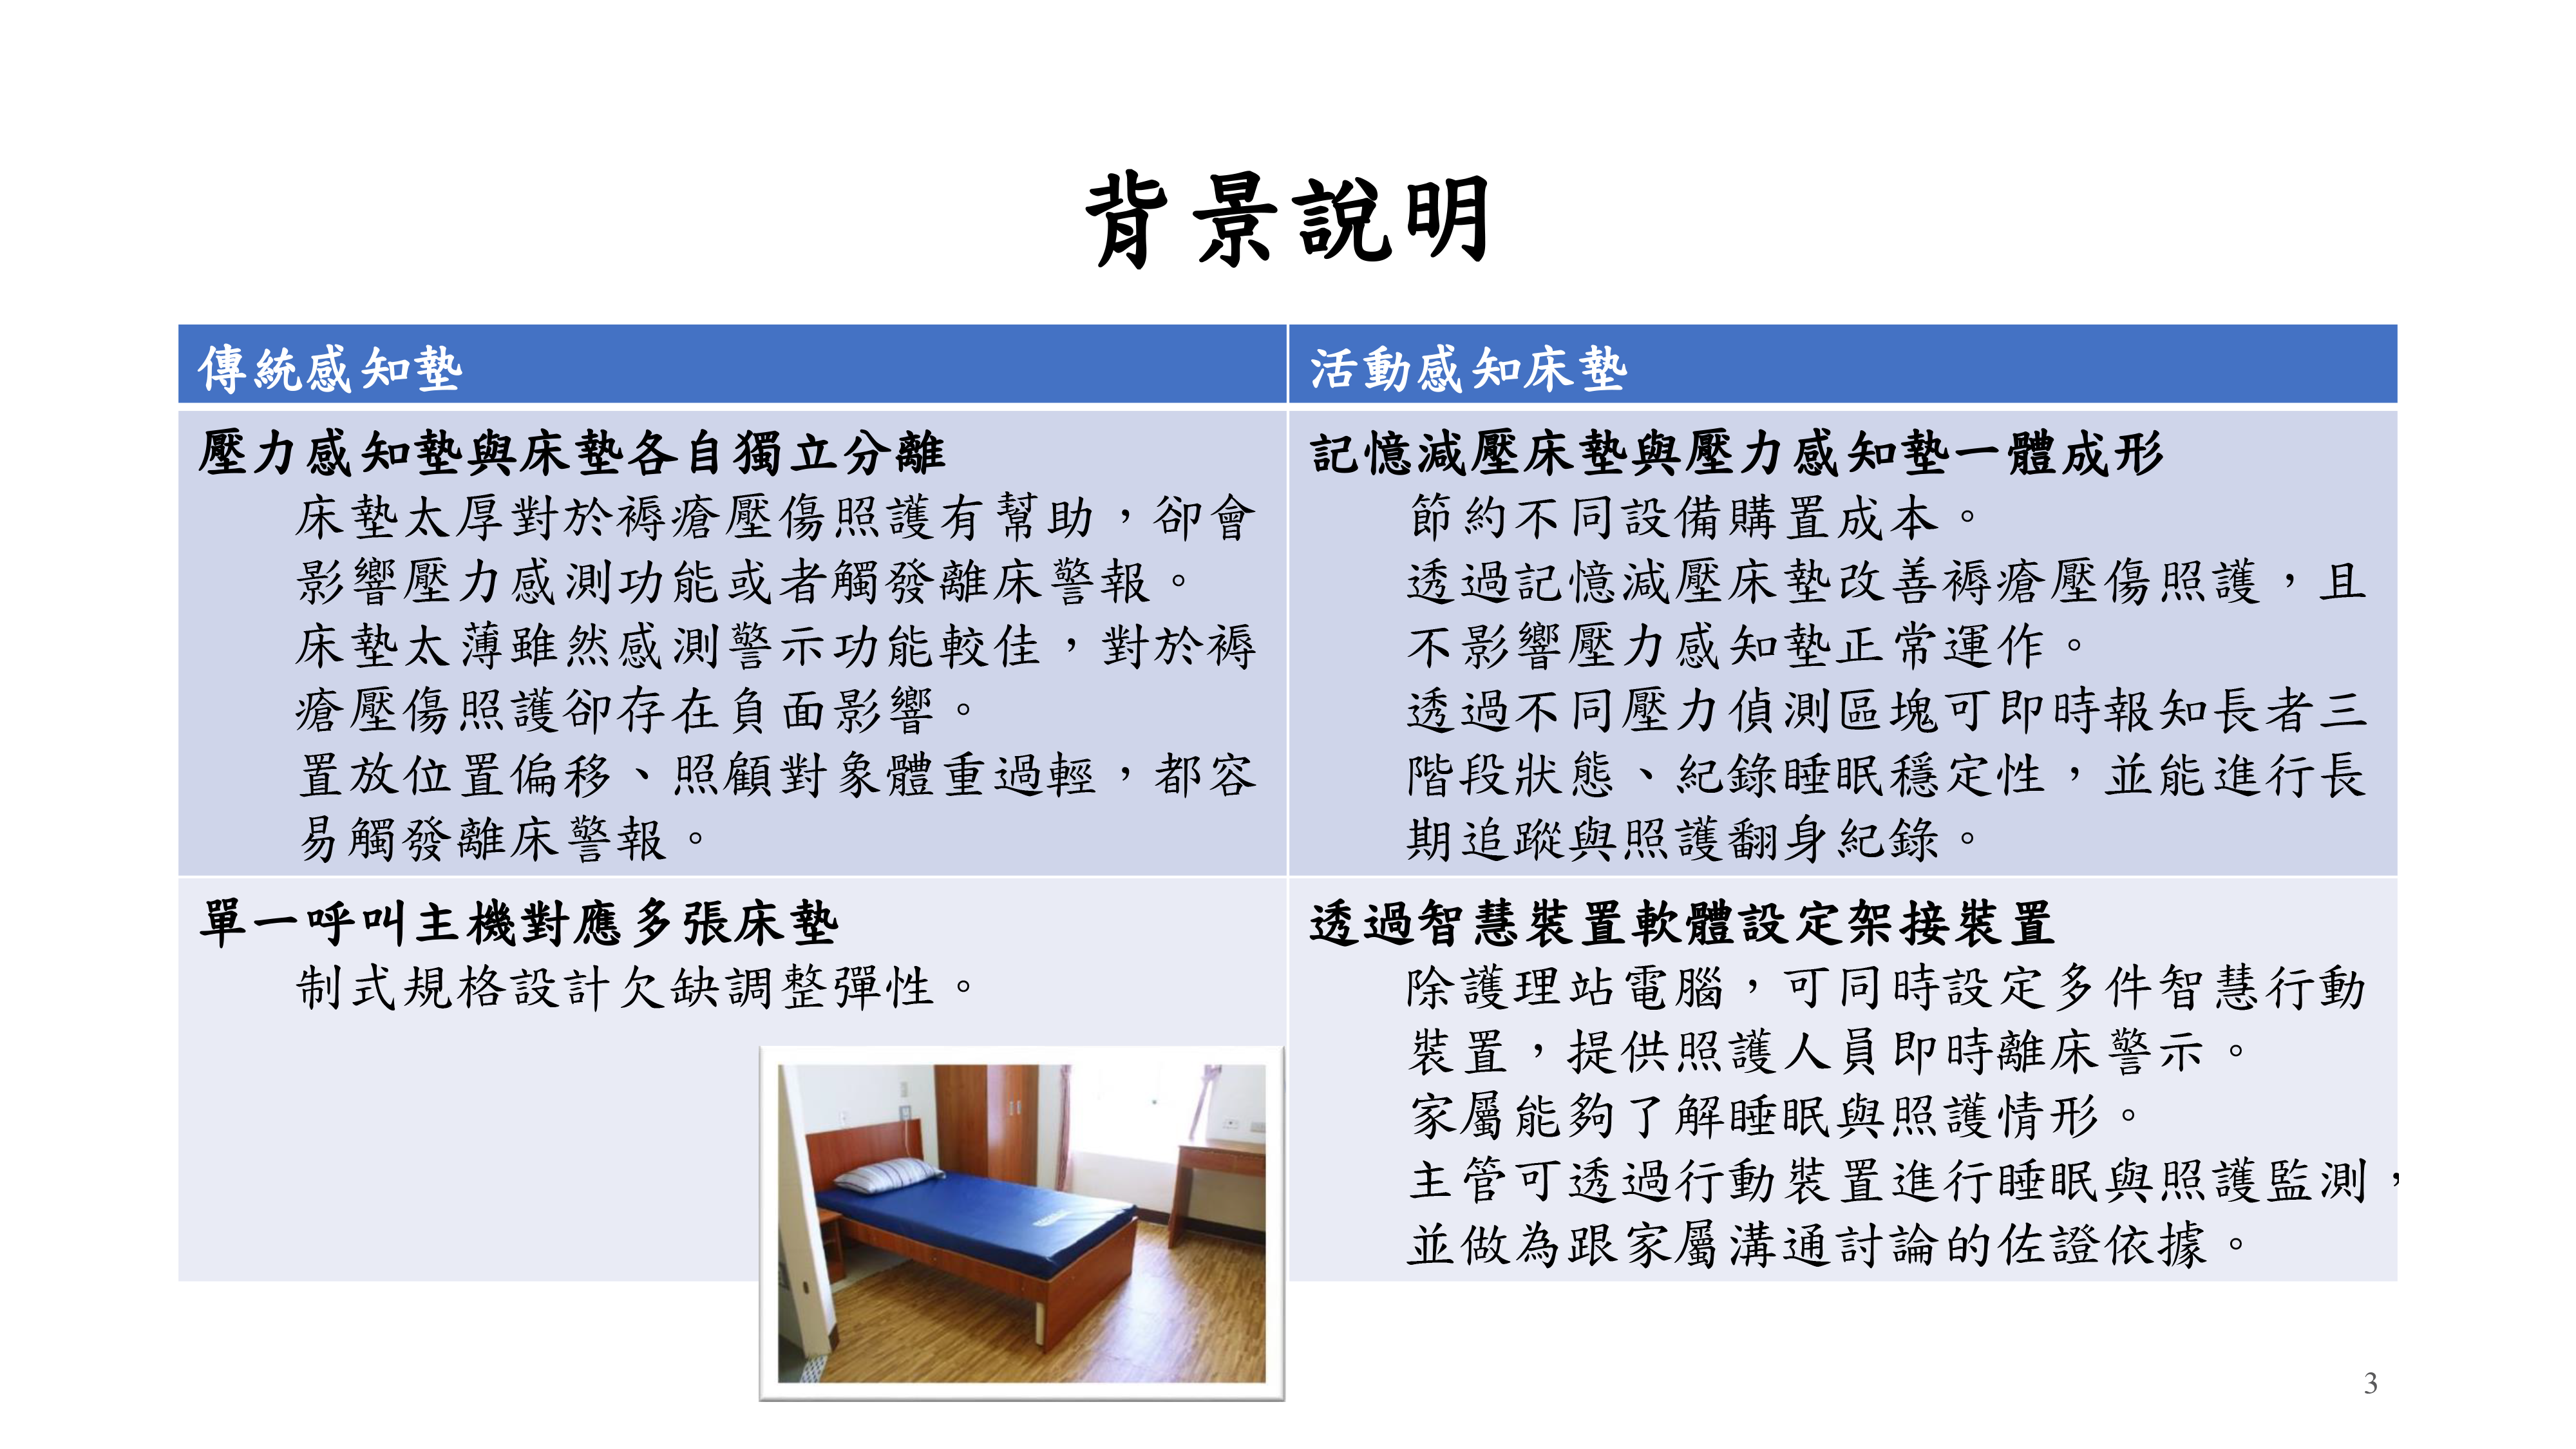 背景說明
傳統感知墊
活動感知床墊
壓力感知墊與床墊各自獨立分離
床墊太厚對於褥瘡壓傷照護有幫助，卻會
影響壓力感測功能或者觸發離床警報。
床墊太薄雖然感測警示功能較佳，對於褥
瘡壓傷照護卻存在負面影響。
置放位置偏移、照顧對象體重過輕，都容
易觸發離床警報。
記憶減壓床墊與壓力感知墊一體成形
節約不同設備購置成本。
透過記憶減壓床墊改善褥瘡壓傷照護，且
不影響壓力感知墊正常運作。
透過不同壓力偵測區塊可即時報知長者三
階段狀態、紀錄睡眠穩定性，並能進行長
期追蹤與照護翻身紀錄。
單一呼叫主機對應多張床墊
制式規格設計欠缺調整彈性。
透過智慧裝置軟體設定架接裝置
除護理站電腦，可同時設定多件智慧行動
裝置，提供照護人員即時離床警示。
家屬能夠了解睡眠與照護情形。
主管可透過行動裝置進行睡眠與照護監測，
並做為跟家屬溝通討論的佐證依據。
3